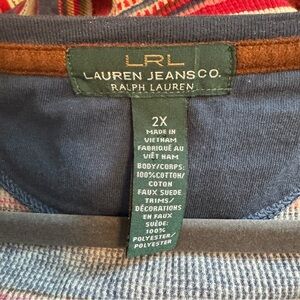 LRL
LAUREN JEANS CO.
RALPH LAUREN
2X
MADE IN
VIETNAM
FABRIQUÉ AU
VIÊT NAM
BODY/CORPS:
100%COTTON/
COTON
FAUX SUEDE
TRIMS/
DÉCORATIONS
EN FAUX
SUÈDE:
100%
POLYESTER/
POLYESTER